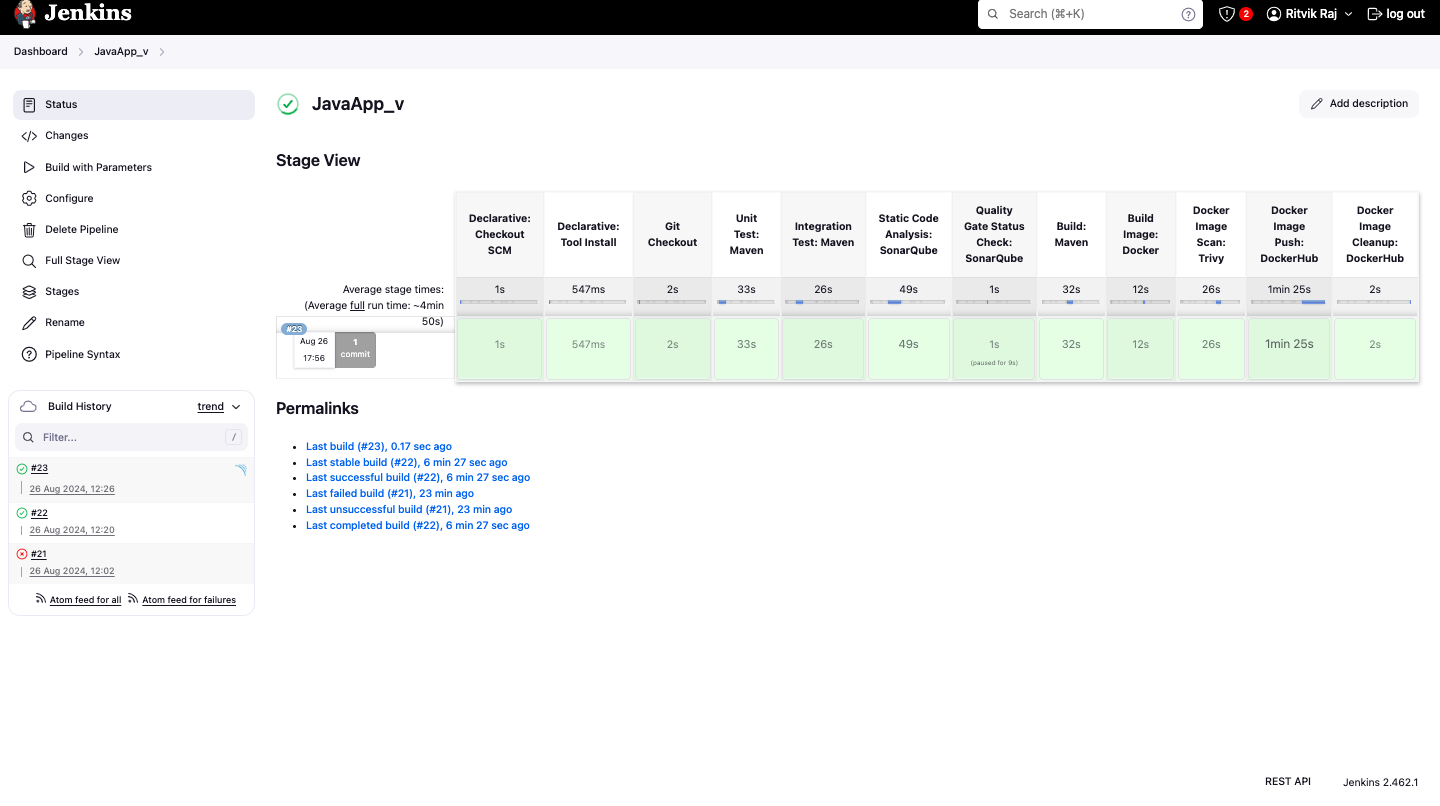 Jenkins
Search (⌘+K)
2
Ritvik Raj
log out
Dashboard
JavaApp_v
Status
Changes
Build with Parameters
Configure
Delete Pipeline
Full Stage View
Stages
Rename
Pipeline Syntax
Build History
trend
Filter...
/
#23
26 Aug 2024, 12:26
#22
26 Aug 2024, 12:20
#21
26 Aug 2024, 12:02
Atom feed for all
Atom feed for failures
JavaApp_v
Add description
Stage View
Declarative:
Checkout
SCM
Declarative:
Tool Install
Git
Checkout
Unit
Test:
Maven
Integration
Test: Maven
Static Code
Analysis:
SonarQube
Quality
Gate Status
Check:
SonarQube
Build:
Maven
Build
Image:
Docker
Docker
Image
Scan:
Trivy
Docker
Image
Push:
DockerHub
Docker
Image
Cleanup:
DockerHub
Average stage times:
(Average full run time: ~4min
50s)
1s
547ms
2s
33s
26s
49s
1s
32s
12s
26s
1min 25s
2s
#23
Aug 26
17:56
1
commit
1s
547ms
2s
33s
26s
49s
1s
(paused for 9s)
32s
12s
26s
1min 25s
2s
Permalinks
Last build (#23), 0.17 sec ago
Last stable build (#22), 6 min 27 sec ago
Last successful build (#22), 6 min 27 sec ago
Last failed build (#21), 23 min ago
Last unsuccessful build (#21), 23 min ago
Last completed build (#22), 6 min 27 sec ago
REST API
Jenkins 2.462.1